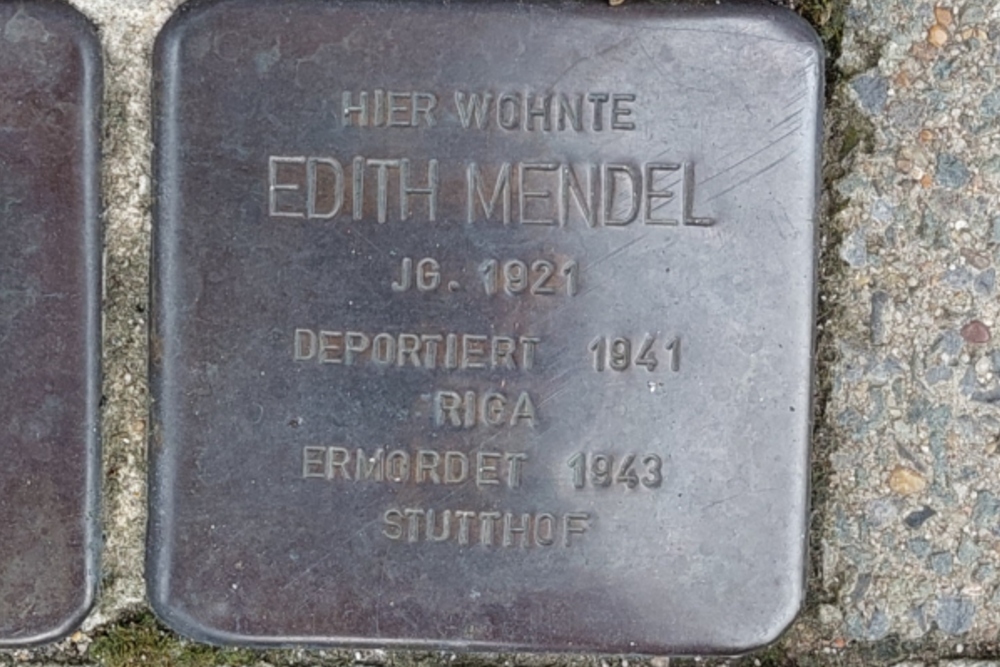 HIER WOHNTE
EDITH MENDEL
JG. 1921
DEPORTIERT 1941
RIGA
ERMORDET 1943
STUTTHOF